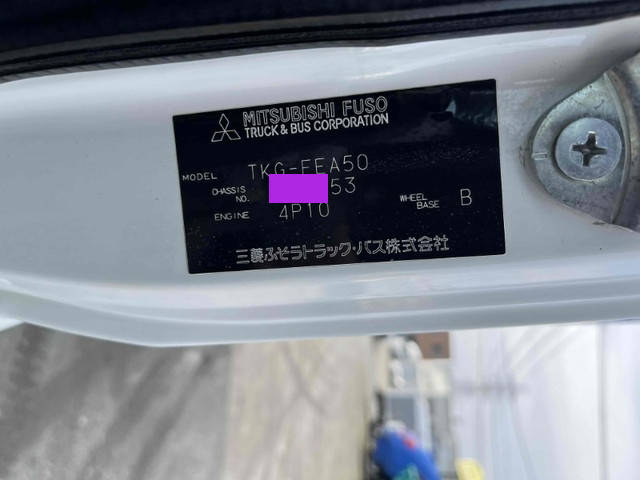 MITSUBISHI FUSO
TRUCK & BUS CORPORATION
MODEL TKG-FEA50
CHASSIS NO. 53
ENGINE 4P10
WHEEL BASE B
三菱ふそうトラック・バス株式会社